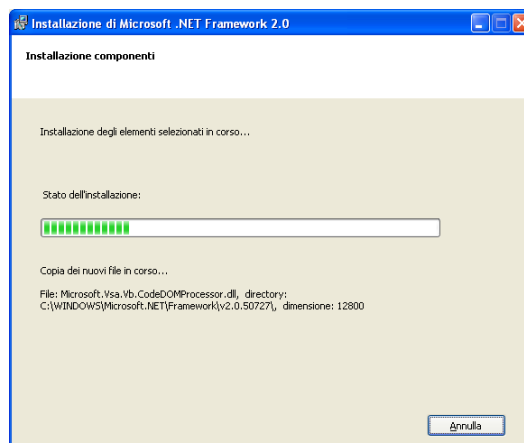 Installazione di Microsoft .NET Framework 2.0
Installazione componenti
Installazione degli elementi selezionati in corso...
Stato dell'installazione:
Copia dei nuovi file in corso...
File: Microsoft.Vsa.Vb.CodeDOMProcessor.dll, directory:
C:\WINDOWS\Microsoft.NET\Framework\v2.0.50727\, dimensione: 12800
Annulla